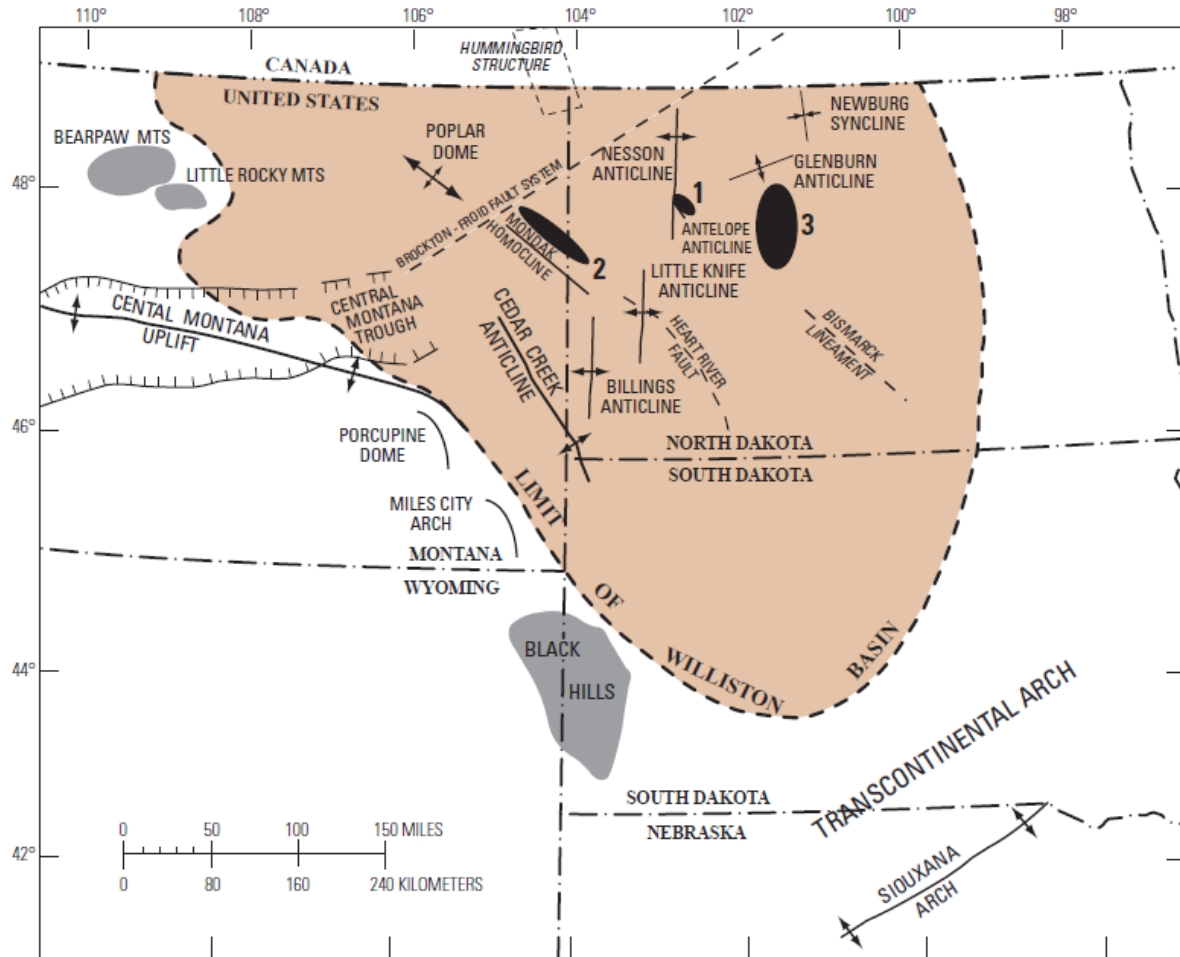 110°
108°
106°
104°
102°
100°
98°
HUMMINGBIRD
STRUCTURE
CANADA
UNITED STATES
BEARPAW MTS
LITTLE ROCKY MTS
POPLAR
DOME
NESSON
ANTICLINE
NEWBURG
SYNCLINE
GLENBURN
ANTICLINE
48°
BROCKTON - FROID FAULT SYSTEM
1
ANTELOPE
ANTICLINE
3
MONDAK
HOMOCLINE
2
LITTLE KNIFE
ANTICLINE
CENTAL MONTANA
UPLIFT
CENTRAL
MONTANA
TROUGH
CEDAR CREEK
ANTICLINE
HEART RIVER
FAULT
BISMARCK
LINEAMENT
BILLINGS
ANTICLINE
46°
PORCUPINE
DOME
NORTH DAKOTA
SOUTH DAKOTA
MILES CITY
ARCH
MONTANA
WYOMING
LIMIT
OF
WILLISTON
BASIN
44°
BLACK
HILLS
TRANSCONTINENTAL ARCH
SOUTH DAKOTA
NEBRASKA
42°
SIOUXANA
ARCH
0 50 100 150 MILES
0 80 160 240 KILOMETERS
104°